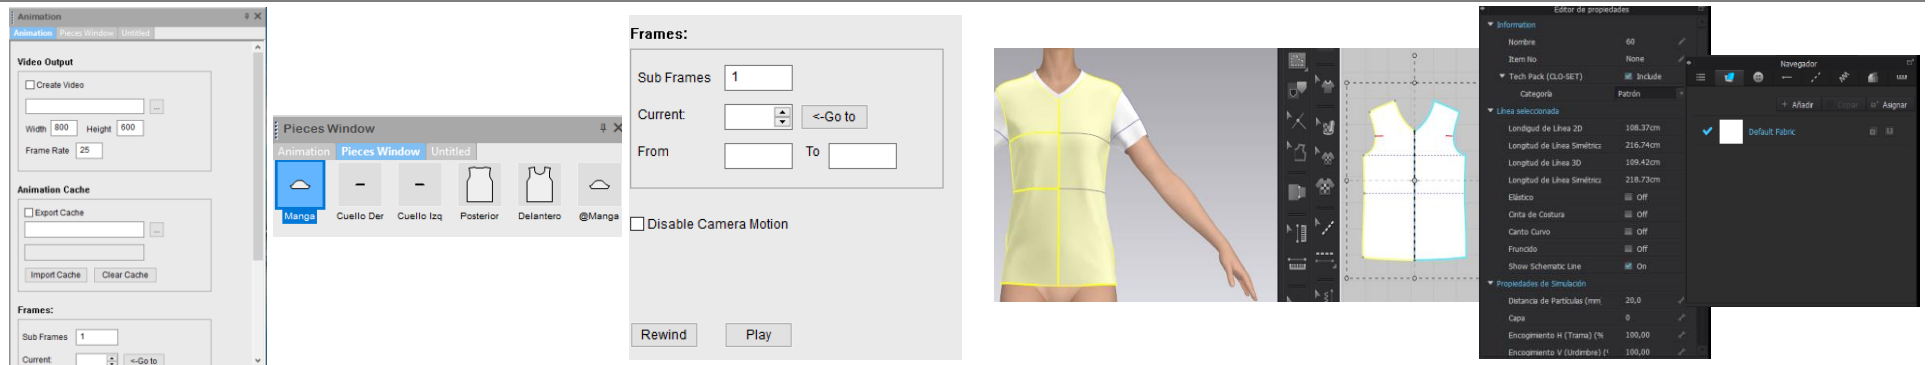 Animation
Animation Pieces Window Untitled
Video Output
Create Video
...
Width 800 Height 600
Frame Rate 25
Animation Cache
Export Cache
...
Import Cache Clear Cache
Frames:
Sub Frames 1
Current: <-Go to
Pieces Window
Animation Pieces Window Untitled
Manga Cuello Der Cuello Izq Posterior Delantero @Manga
Frames:
Sub Frames 1
Current: <-Go to
From To
Disable Camera Motion
Rewind Play
Editor de propiedades
Information
Nombre 60
Item No None
Tech Pack (CLO-SET) Include
Categoría Patrón
Línea seleccionada
Longigud de Línea 2D 108.37cm
Longitud de Línea Simétrica 216.74cm
Longitud de Línea 3D 109.42cm
Longitud de Línea Simétrica 218.73cm
Elástico Off
Cinta de Costura Off
Canto Curvo Off
Fruncido Off
Show Schematic Line On
Propiedades de Simulación
Distancia de Partículas (mm) 20,0
Capa 0
Encogimiento H (Trama) (% 100,00
Encogimiento V (Urdimbre) (% 100,00
Navegador
+ Añadir Copiar Asignar
Default Fabric